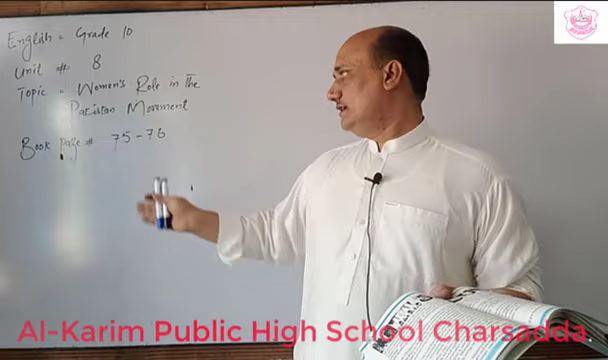 English = Grade 10
Unit # 8
Topic = Women's Role in The
Pakistan Movement
Book page # 75-76
Al-Karim Public High School Charsadda